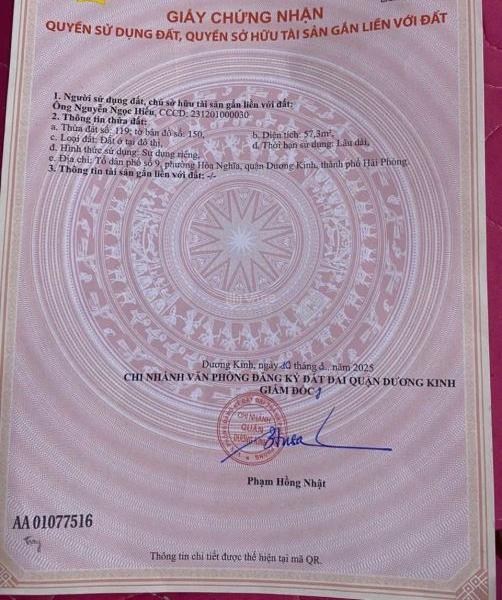 GIẤY CHỨNG NHẬN
QUYỀN SỬ DỤNG ĐẤT, QUYỀN SỞ HỮU TÀI SẢN GẮN LIỀN VỚI ĐẤT
1. Người sử dụng đất, chủ sở hữu tài sản gắn liền với đất:
Ông Nguyễn Ngọc Hiếu, CCCD: 231201000030
2. Thông tin thửa đất:
a. Thửa đất số: 119; tờ bản đồ số: 150,
b. Diện tích: 57,3m²,
c. Loại đất: Đất ở tại đô thị,
d. Thời hạn sử dụng: Lâu dài,
đ. Hình thức sử dụng: Sử dụng riêng,
e. Địa chỉ: Tổ dân phố số 9, phường Hòa Nghĩa, quận Dương Kinh, thành phố Hải Phòng.
3. Thông tin tài sản gắn liền với đất: -/-
Dương Kinh, ngày tháng năm 2025
CHI NHÁNH VĂN PHÒNG ĐĂNG KÝ ĐẤT ĐAI QUẬN DƯƠNG KINH
GIÁM ĐỐC
CHI NHÁNH
QUẬN
DƯƠNG KINH
Phạm Hồng Nhật
AA 01077516
Thông tin chi tiết được thể hiện tại mã QR.